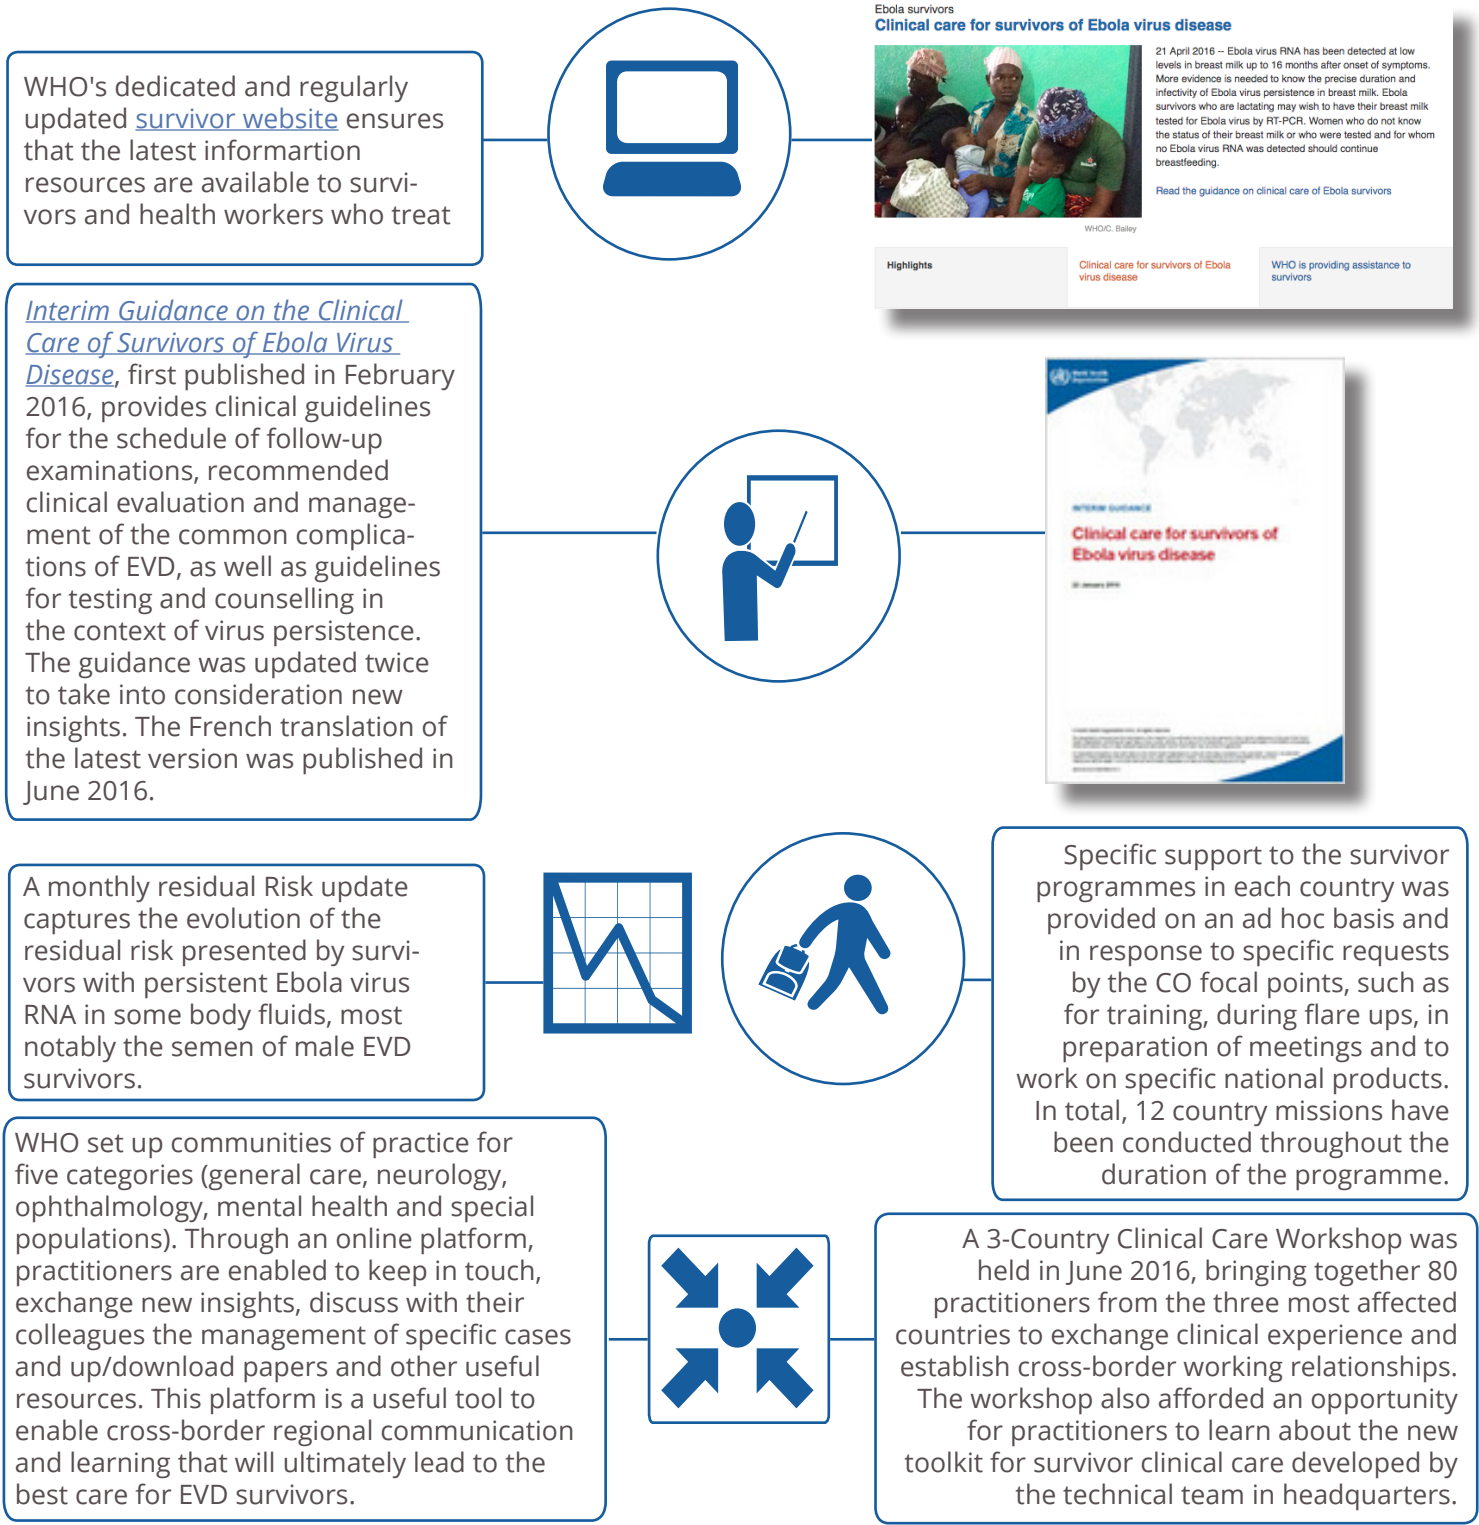 WHO's dedicated and regularly
updated survivor website ensures
that the latest informartion
resources are available to survi-
vors and health workers who treat
Ebola survivors
Clinical care for survivors of Ebola virus disease
21 April 2016 -- Ebola virus RNA has been detected at low
levels in breast milk up to 16 months after onset of symptoms.
More evidence is needed to know the precise duration and
infectivity of Ebola virus persistence in breast milk. Ebola
survivors who are lactating may wish to have their breast milk
tested for Ebola virus by RT-PCR. Women who do not know
the status of their breast milk or who were tested and for whom
no Ebola virus RNA was detected should continue
breastfeeding.
Read the guidance on clinical care of Ebola survivors
WHO/C. Bailey
Highlights
Clinical care for survivors of Ebola
virus disease
WHO is providing assistance to
survivors
Interim Guidance on the Clinical
Care of Survivors of Ebola Virus
Disease, first published in February
2016, provides clinical guidelines
for the schedule of follow-up
examinations, recommended
clinical evaluation and manage-
ment of the common complica-
tions of EVD, as well as guidelines
for testing and counselling in
the context of virus persistence.
The guidance was updated twice
to take into consideration new
insights. The French translation of
the latest version was published in
June 2016.
World Health
Organization
INTERIM GUIDANCE
Clinical care for survivors of
Ebola virus disease
A monthly residual Risk update
captures the evolution of the
residual risk presented by survi-
vors with persistent Ebola virus
RNA in some body fluids, most
notably the semen of male EVD
survivors.
Specific support to the survivor
programmes in each country was
provided on an ad hoc basis and
in response to specific requests
by the CO focal points, such as
for training, during flare ups, in
preparation of meetings and to
work on specific national products.
In total, 12 country missions have
been conducted throughout the
duration of the programme.
WHO set up communities of practice for
five categories (general care, neurology,
ophthalmology, mental health and special
populations). Through an online platform,
practitioners are enabled to keep in touch,
exchange new insights, discuss with their
colleagues the management of specific cases
and up/download papers and other useful
resources. This platform is a useful tool to
enable cross-border regional communication
and learning that will ultimately lead to the
best care for EVD survivors.
A 3-Country Clinical Care Workshop was
held in June 2016, bringing together 80
practitioners from the three most affected
countries to exchange clinical experience and
establish cross-border working relationships.
The workshop also afforded an opportunity
for practitioners to learn about the new
toolkit for survivor clinical care developed by
the technical team in headquarters.